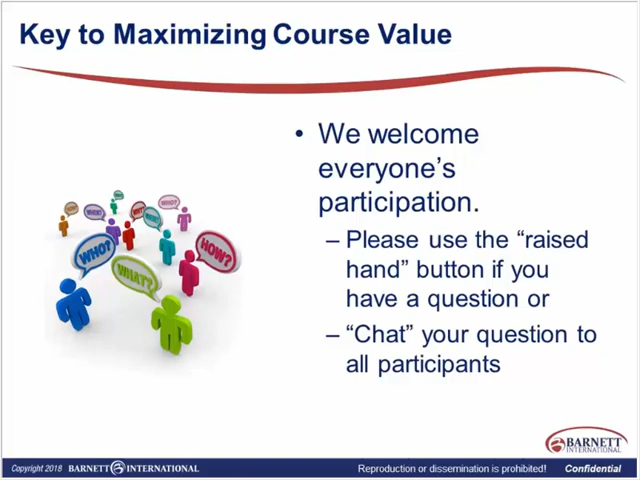 Key to Maximizing Course Value
• We welcome
everyone’s
participation.
– Please use the “raised
hand” button if you
have a question or
– “Chat” your question to
all participants
WHO?
WHAT?
HOW?
BARNETT
INTERNATIONAL
Copyright 2018 BARNETT INTERNATIONAL
Reproduction or dissemination is prohibited! Confidential